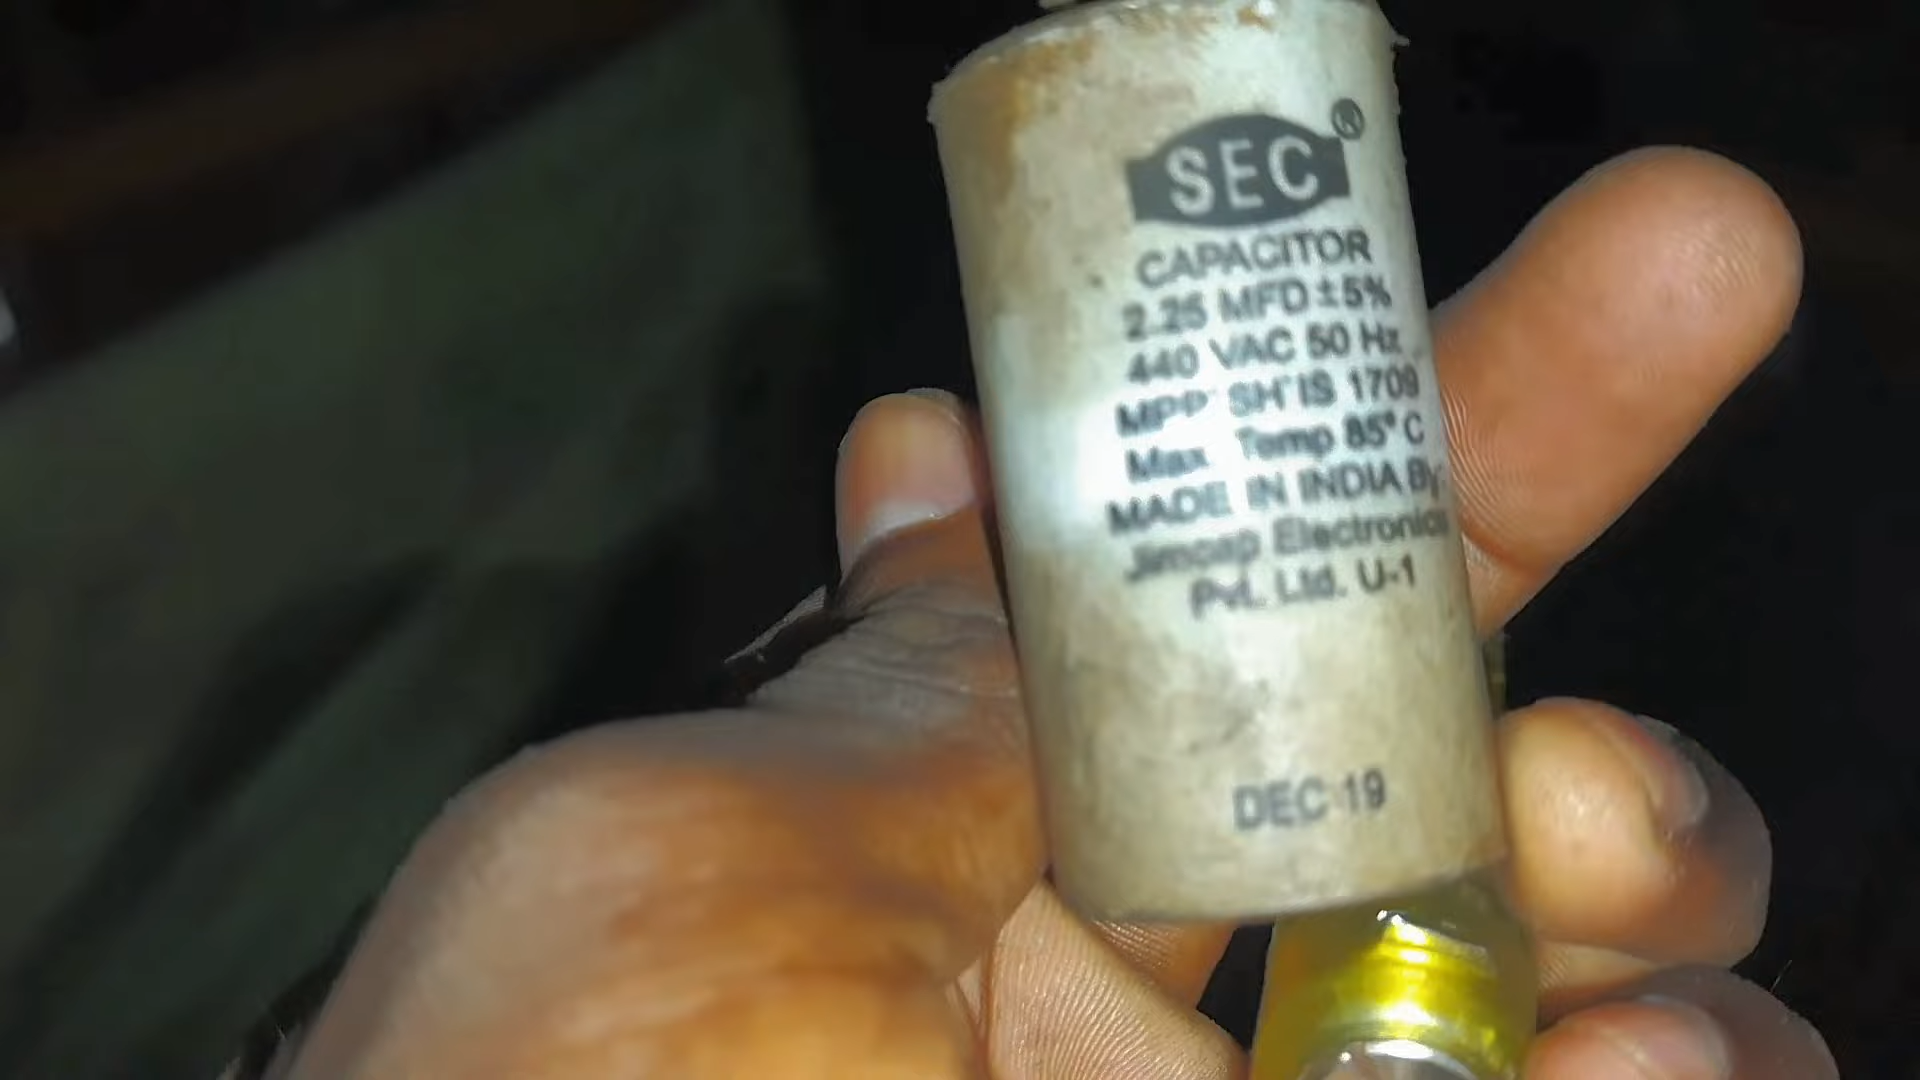 SEC®
CAPACITOR
2.25 MFD ±5%
440 VAC 50 Hz
MPP SH IS 1709
Max Temp 85° C
MADE IN INDIA By
Jimcap Electronics
Pvt. Ltd. U-1
DEC 19